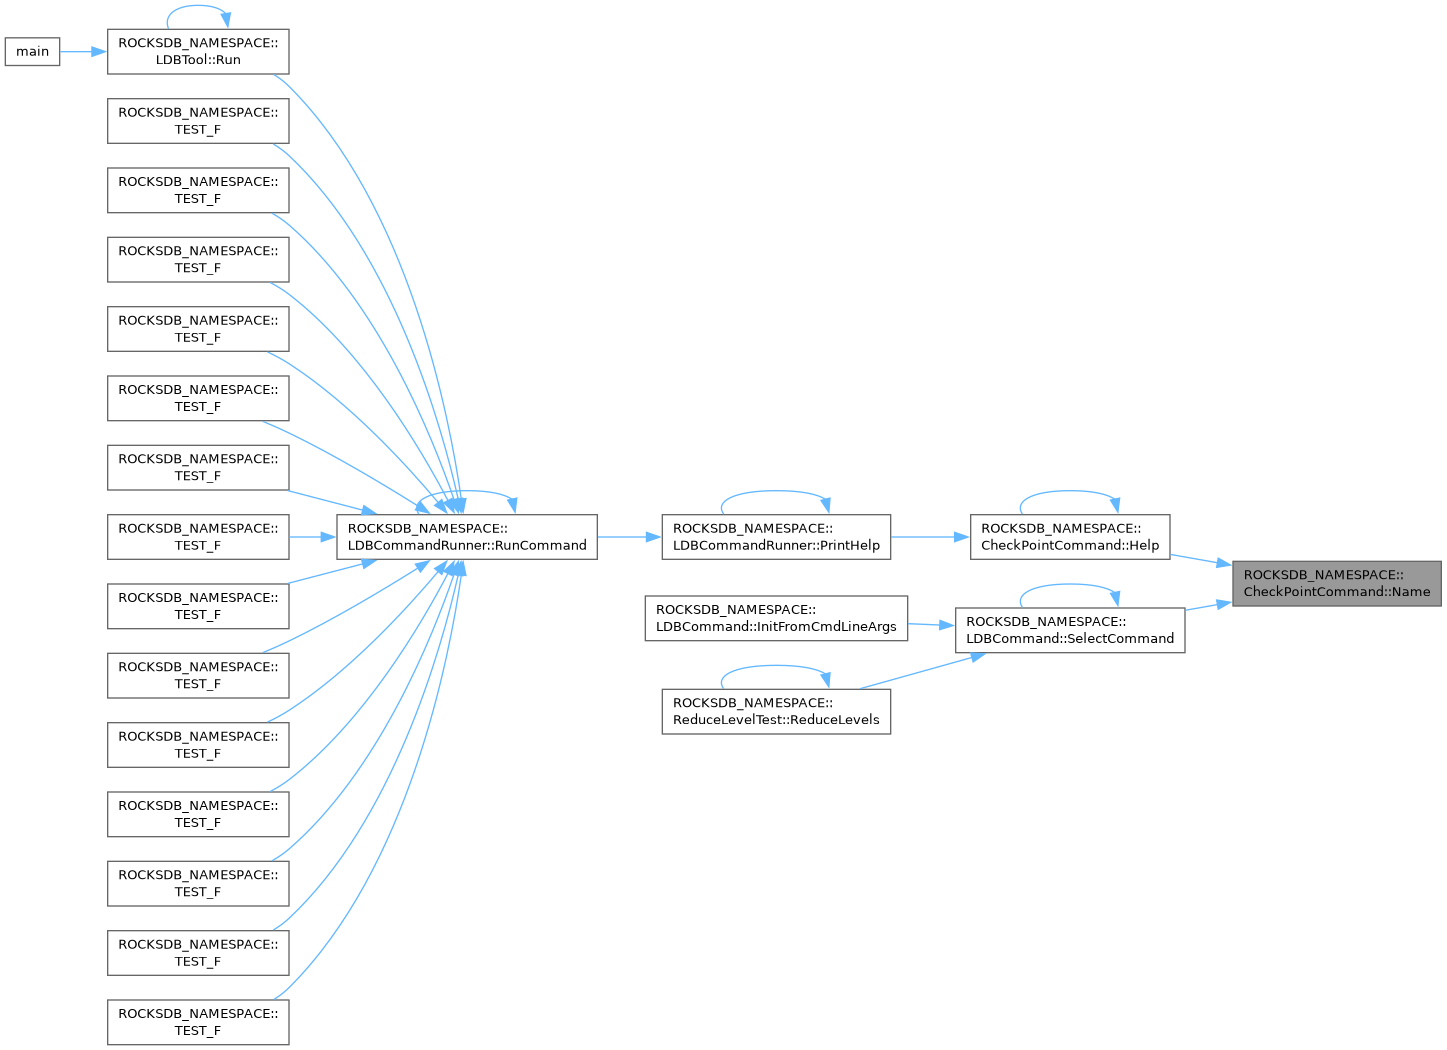 main
ROCKSDB_NAMESPACE::
LDBTool::Run
ROCKSDB_NAMESPACE::
TEST_F
ROCKSDB_NAMESPACE::
TEST_F
ROCKSDB_NAMESPACE::
TEST_F
ROCKSDB_NAMESPACE::
TEST_F
ROCKSDB_NAMESPACE::
TEST_F
ROCKSDB_NAMESPACE::
TEST_F
ROCKSDB_NAMESPACE::
TEST_F
ROCKSDB_NAMESPACE::
TEST_F
ROCKSDB_NAMESPACE::
TEST_F
ROCKSDB_NAMESPACE::
TEST_F
ROCKSDB_NAMESPACE::
TEST_F
ROCKSDB_NAMESPACE::
TEST_F
ROCKSDB_NAMESPACE::
TEST_F
ROCKSDB_NAMESPACE::
TEST_F
ROCKSDB_NAMESPACE::
LDBCommandRunner::RunCommand
ROCKSDB_NAMESPACE::
LDBCommandRunner::PrintHelp
ROCKSDB_NAMESPACE::
LDBCommand::InitFromCmdLineArgs
ROCKSDB_NAMESPACE::
ReduceLevelTest::ReduceLevels
ROCKSDB_NAMESPACE::
CheckPointCommand::Help
ROCKSDB_NAMESPACE::
LDBCommand::SelectCommand
ROCKSDB_NAMESPACE::
CheckPointCommand::Name